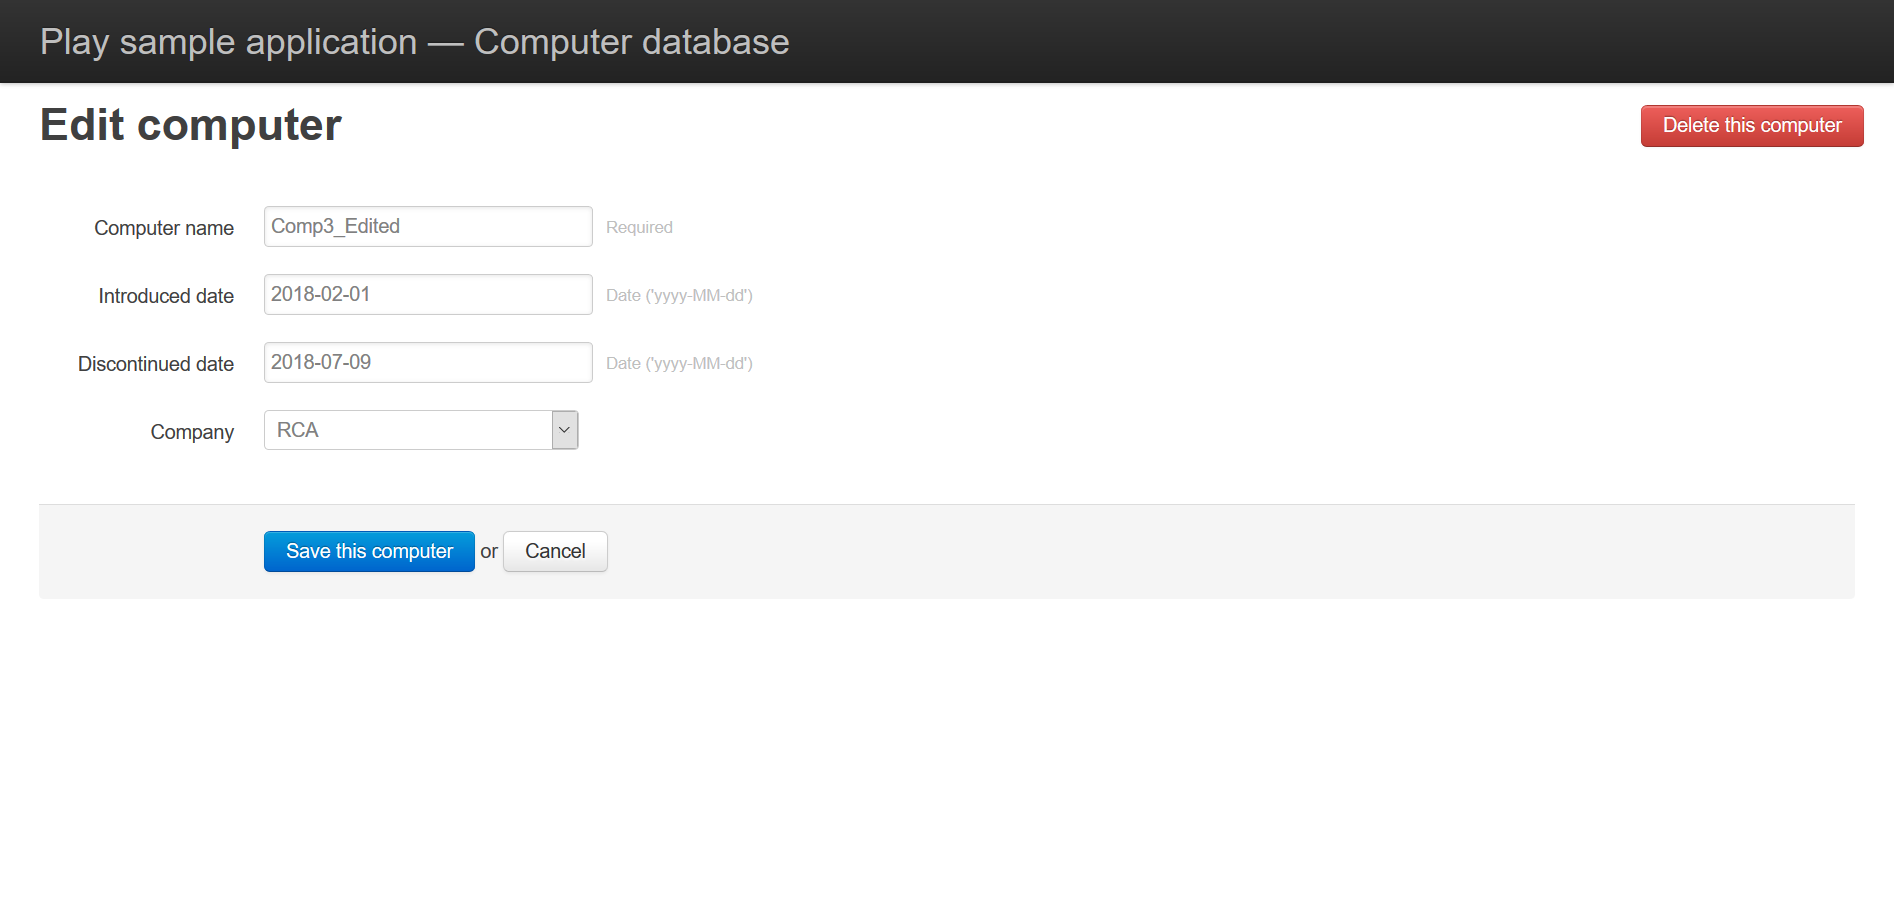 Play sample application — Computer database
Edit computer
Delete this computer
Computer name Comp3_Edited Required
Introduced date 2018-02-01 Date ('yyyy-MM-dd')
Discontinued date 2018-07-09 Date ('yyyy-MM-dd')
Company RCA
Save this computer or Cancel